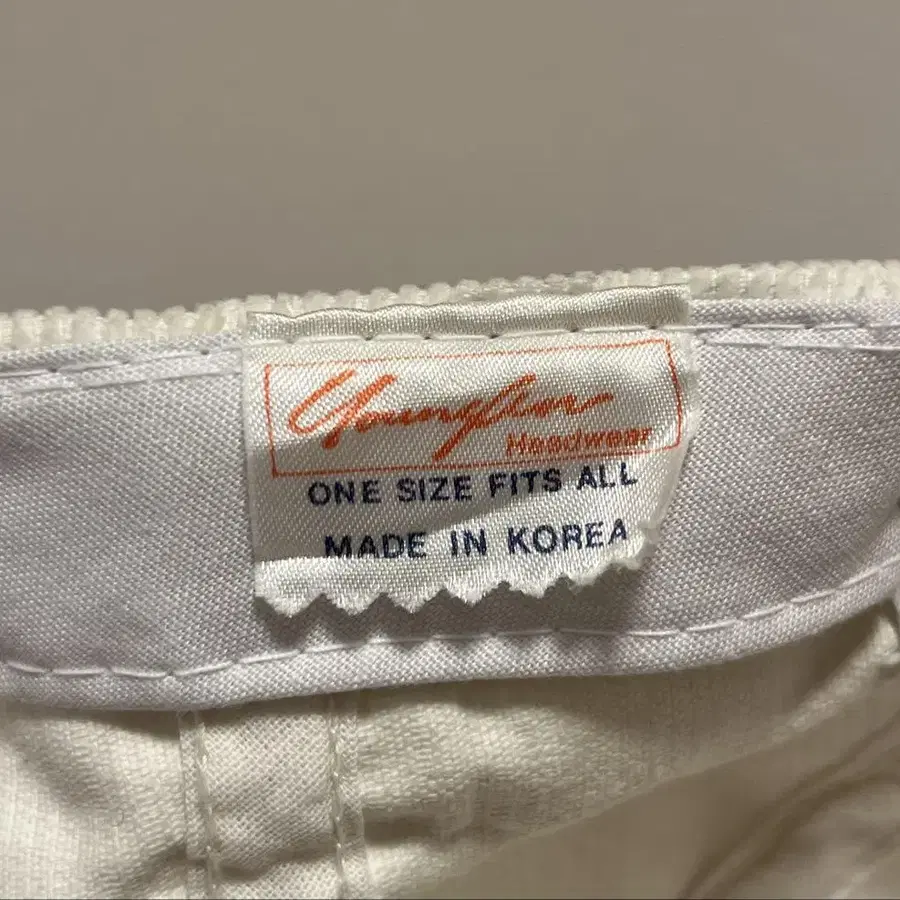 Youngan
Headwear
ONE SIZE FITS ALL
MADE IN KOREA